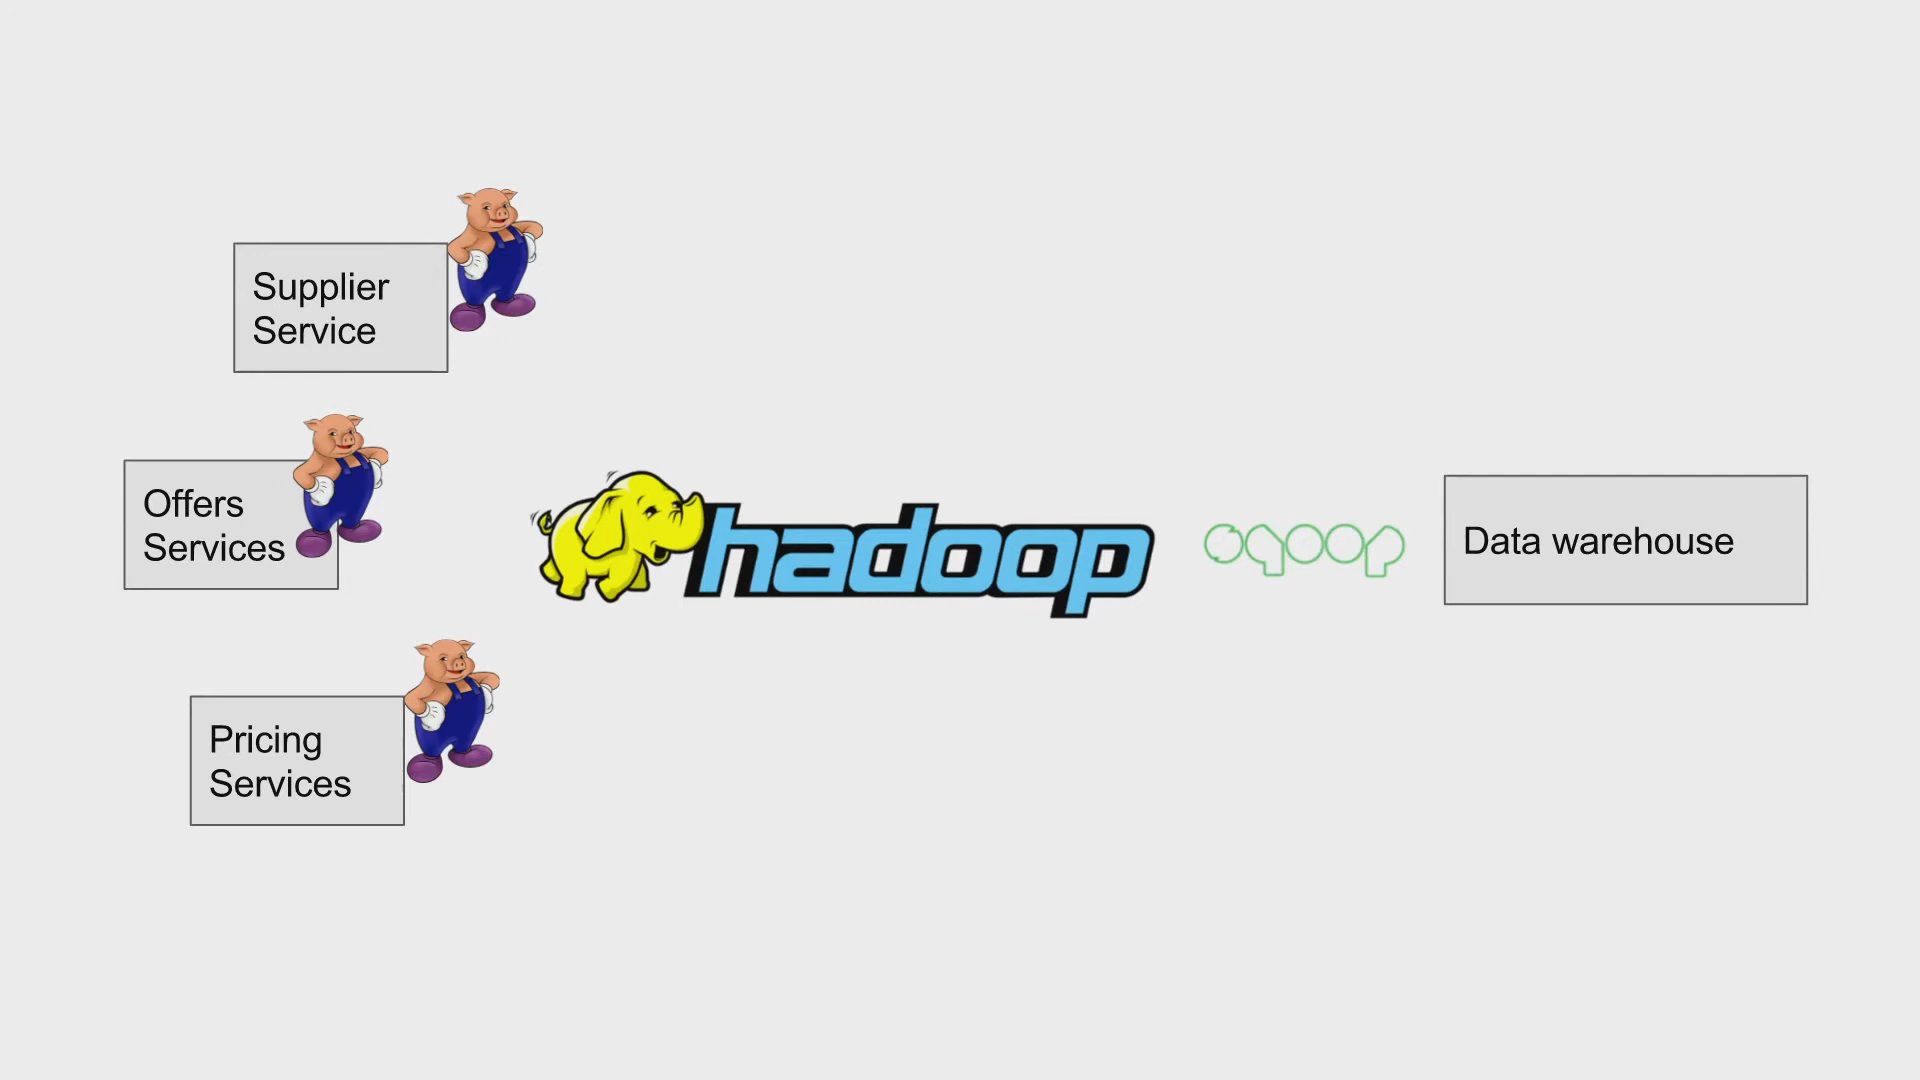 Supplier
Service
Offers
Services
hadoop
sqoop
Data warehouse
Pricing
Services